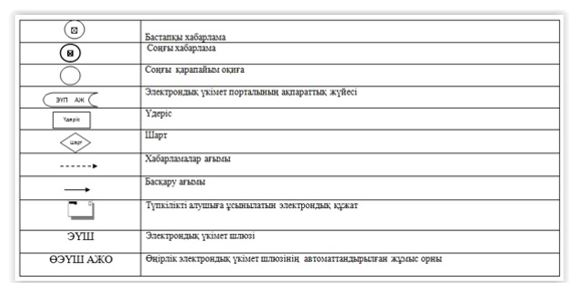 Бастапқы хабарлама
Соңғы хабарлама
Соңғы қарапайым оқиға
ЭҮП АЖ Электрондық үкімет порталының ақпараттық жүйесі
Үдеріс Үдеріс
Шарт Шарт
Хабарламалар ағымы
Басқару ағымы
Түпкілікті алушыға ұсынылатын электрондық құжат
ЭҮШ Электрондық үкімет шлюзі
ӨЭҮШ АЖО Өңірлік электрондық үкімет шлюзінің автоматтандырылған жұмыс орны